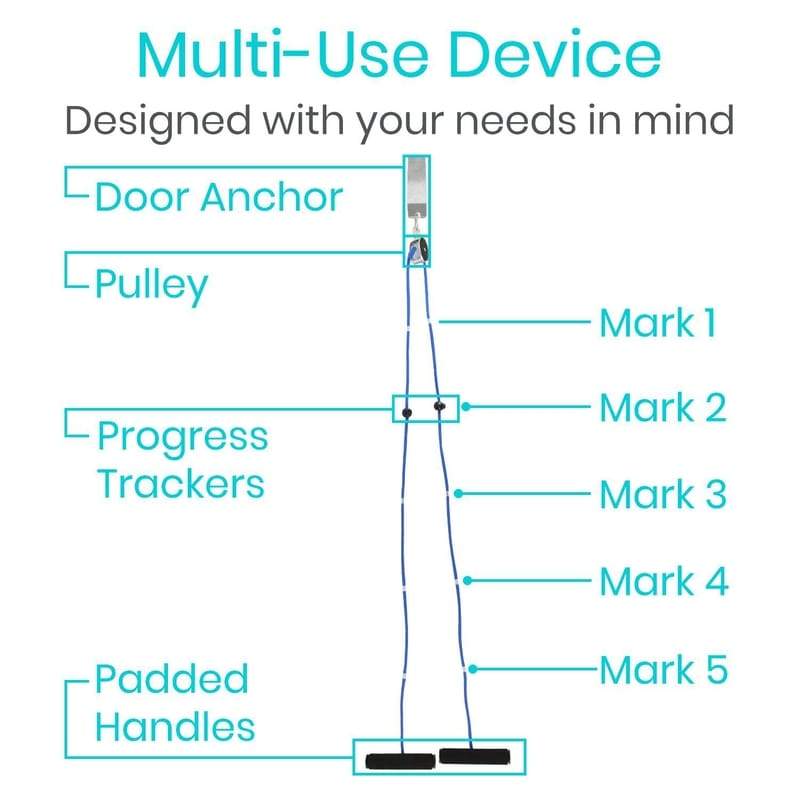 Multi-Use Device
Designed with your needs in mind
Door Anchor
Pulley
Mark 1
Mark 2
Progress
Trackers
Mark 3
Mark 4
Mark 5
Padded
Handles